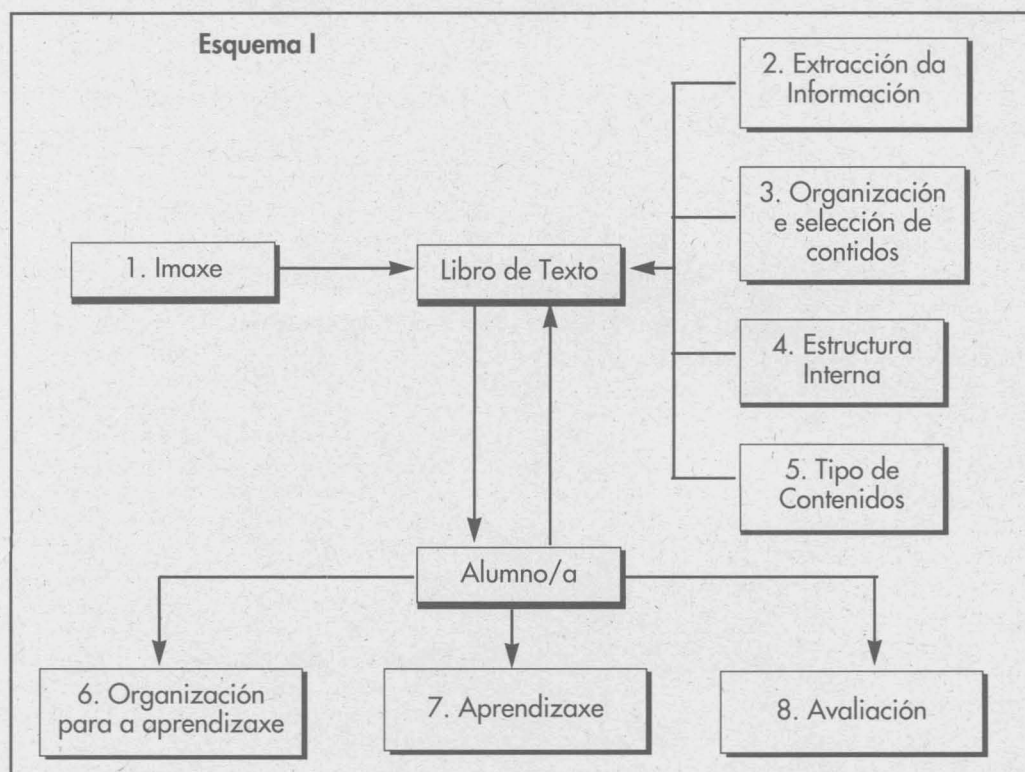 Esquema I
2. Extracción da
Información
3. Organización
e selección de
contidos
1. Imaxe
Libro de Texto
4. Estructura
Interna
5. Tipo de
Contenidos
Alumno/a
6. Organización
para a aprendizaxe
7. Aprendizaxe
8. Avaliación